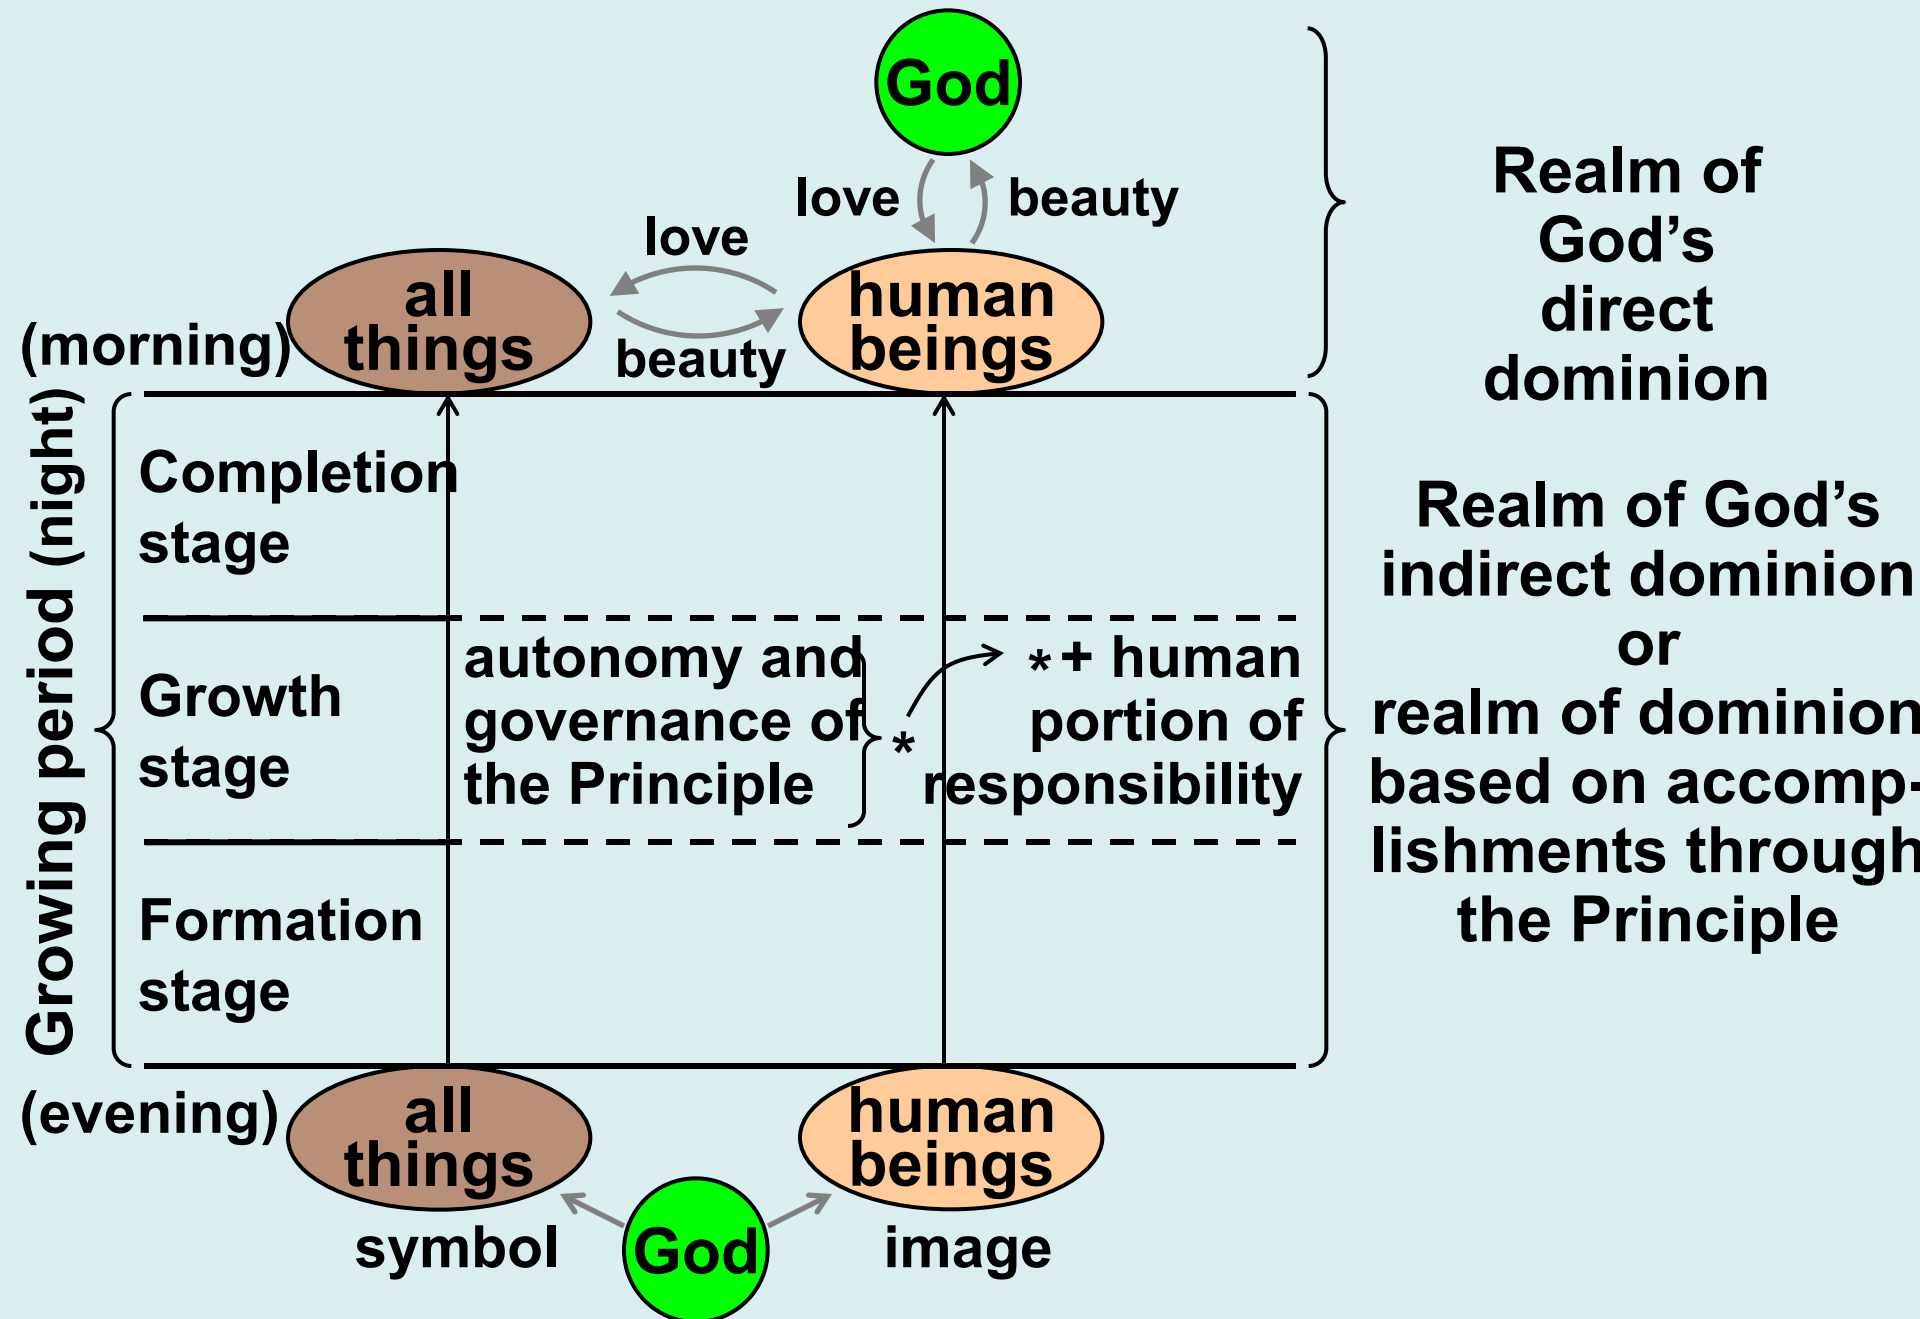 God
love
beauty
love
all
things
human
beings
beauty
(morning)
Realm of
God’s
direct
dominion
Growing period (night)
Completion
stage
Growth
stage
Formation
stage
autonomy and
governance of
the Principle
*
* + human
portion of
responsibility
Realm of God’s
indirect dominion
or
realm of dominion
based on accomp-
lishments through
the Principle
(evening)
all
things
human
beings
symbol
God
image